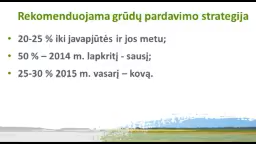 Rekomenduojama grūdų pardavimo strategija
• 20-25 % iki javapjūtės ir jos metu;
• 50 % – 2014 m. lapkritį - sausį;
• 25-30 % 2015 m. vasarį – kovą.